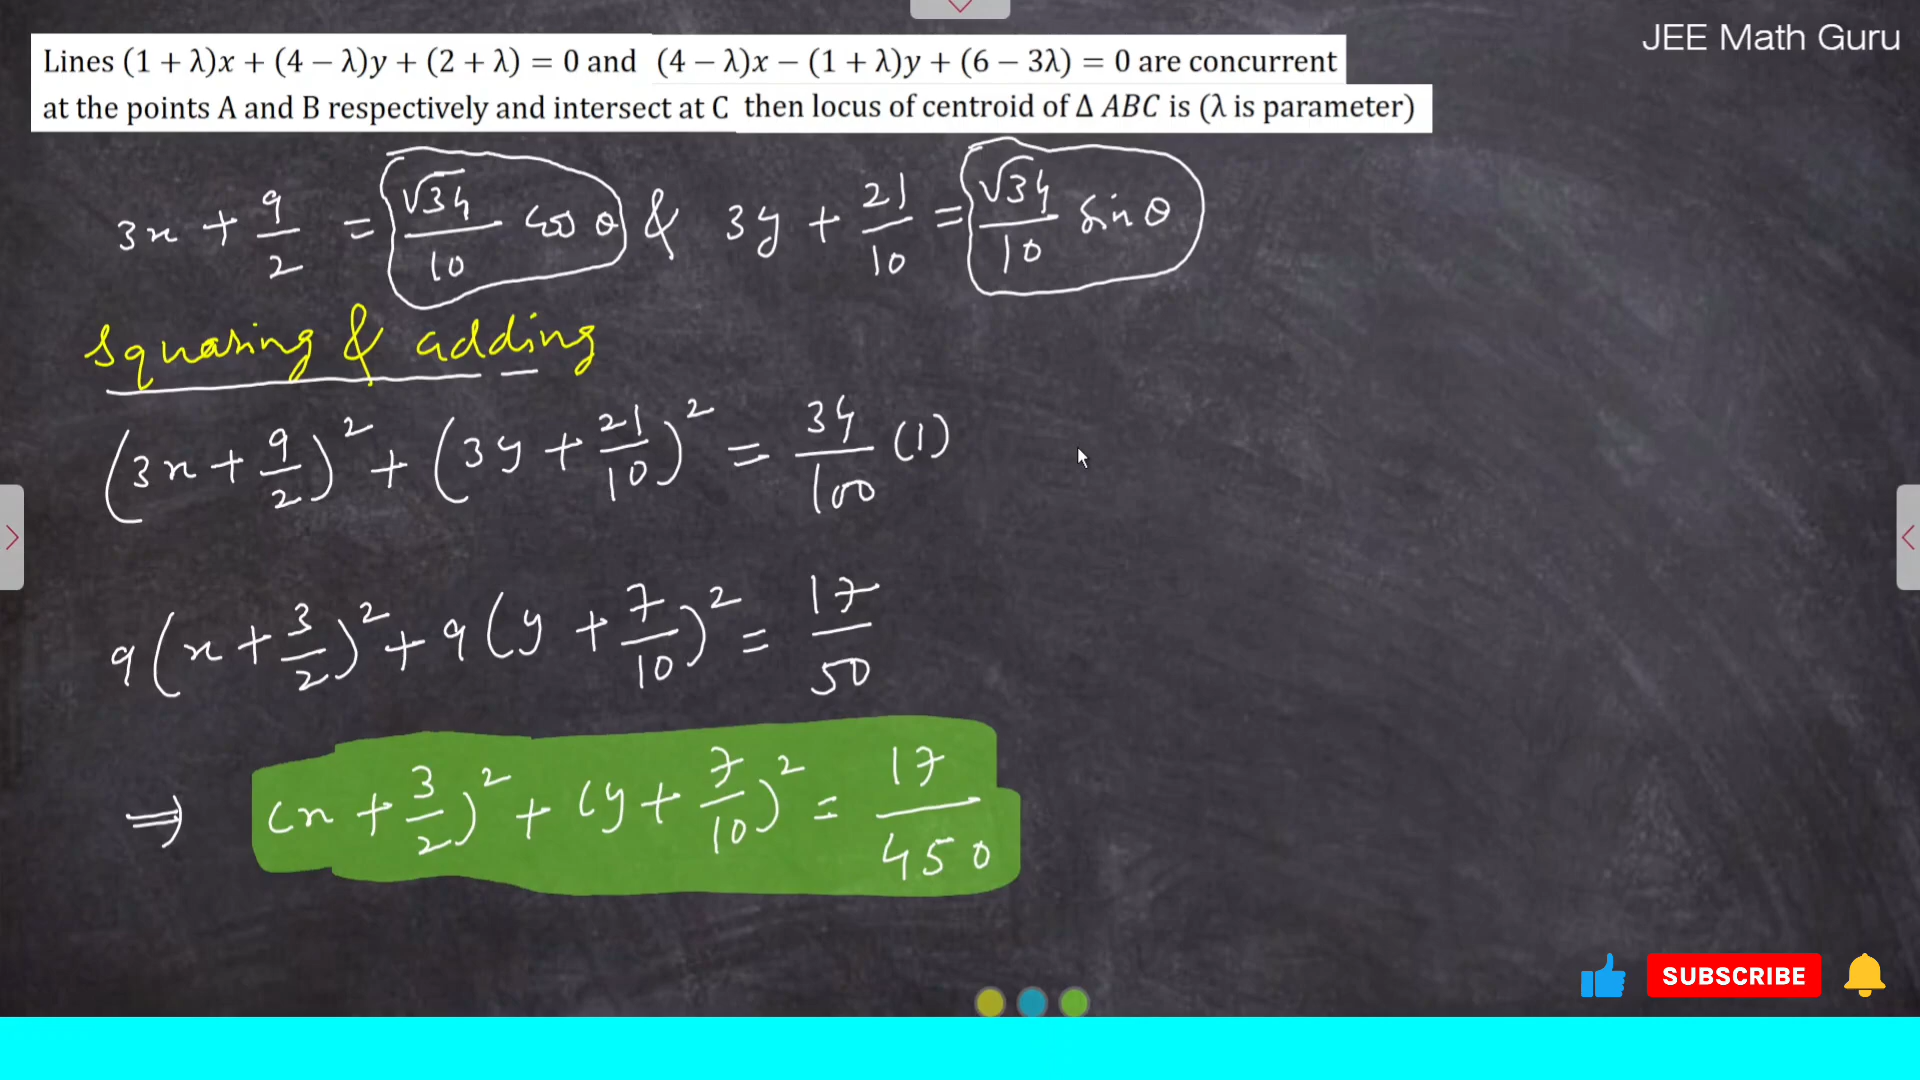 JEE Math Guru
Lines (1 + λ)x + (4 − λ)y + (2 + λ) = 0 and (4 − λ)x − (1 + λ)y + (6 − 3λ) = 0 are concurrent
at the points A and B respectively and intersect at C then locus of centroid of Δ ABC is (λ is parameter)
3x + 9/2 = √34/10 cos θ & 3y + 21/10 = √34/10 sin θ
Squaring & adding
(3x + 9/2)² + (3y + 21/10)² = 34/100 (1)
9(x + 3/2)² + 9(y + 7/10)² = 17/50
⇒ (x + 3/2)² + (y + 7/10)² = 17/450
SUBSCRIBE